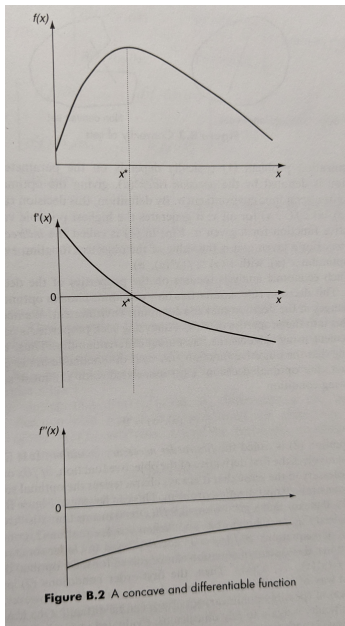 f(x)
x*
x
f'(x)
0
x*
x
f"(x)
0
Figure B.2 A concave and differentiable function